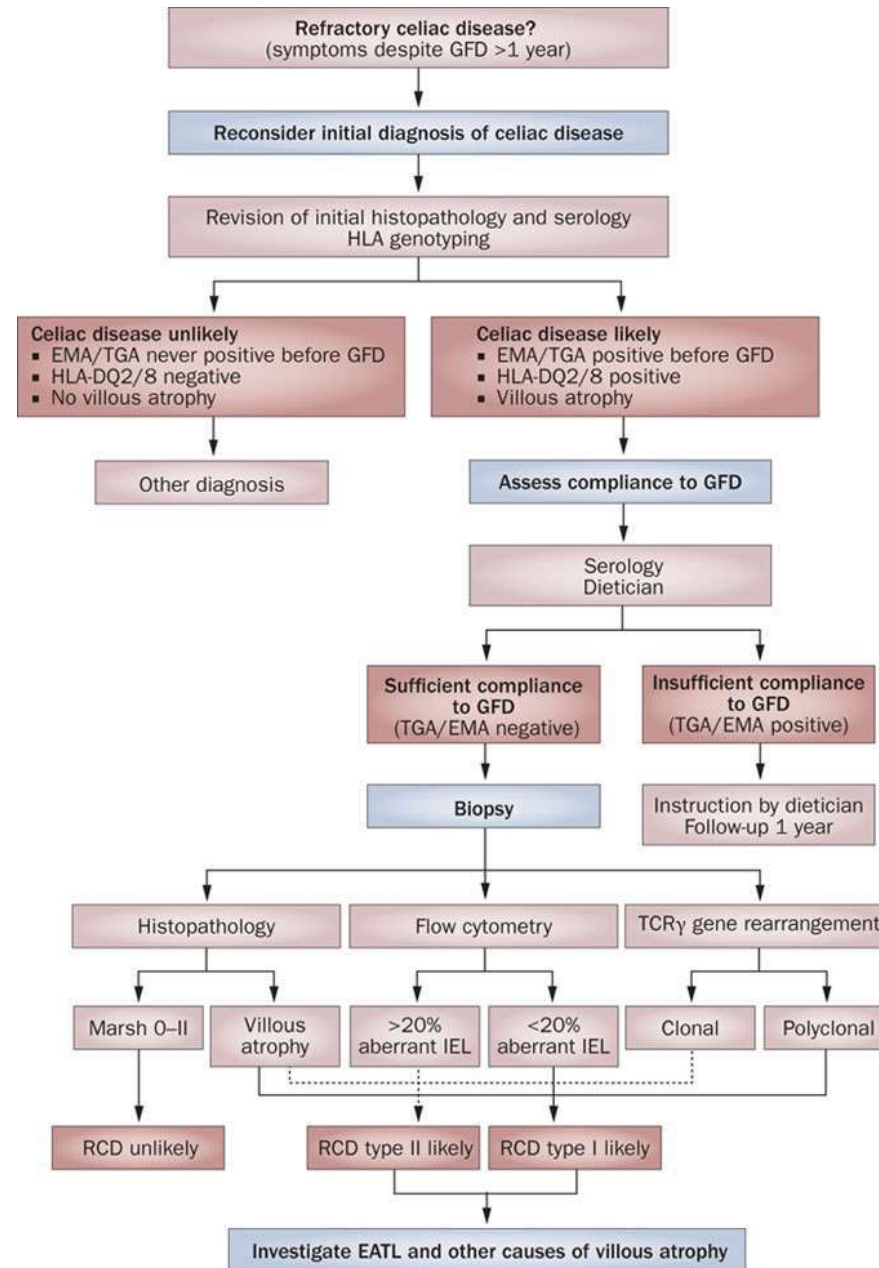 Refractory celiac disease?
(symptoms despite GFD >1 year)
Reconsider initial diagnosis of celiac disease
Revision of initial histopathology and serology
HLA genotyping
Celiac disease unlikely
▪ EMA/TGA never positive before GFD
▪ HLA-DQ2/8 negative
▪ No villous atrophy
Celiac disease likely
▪ EMA/TGA positive before GFD
▪ HLA-DQ2/8 positive
▪ Villous atrophy
Other diagnosis
Assess compliance to GFD
Serology
Dietician
Sufficient compliance
to GFD
(TGA/EMA negative)
Insufficient compliance
to GFD
(TGA/EMA positive)
Biopsy
Instruction by dietician
Follow-up 1 year
Histopathology
Flow cytometry
TCRγ gene rearrangement
Marsh 0–II
Villous
atrophy
>20%
aberrant IEL
<20%
aberrant IEL
Clonal
Polyclonal
RCD unlikely
RCD type II likely
RCD type I likely
Investigate EATL and other causes of villous atrophy